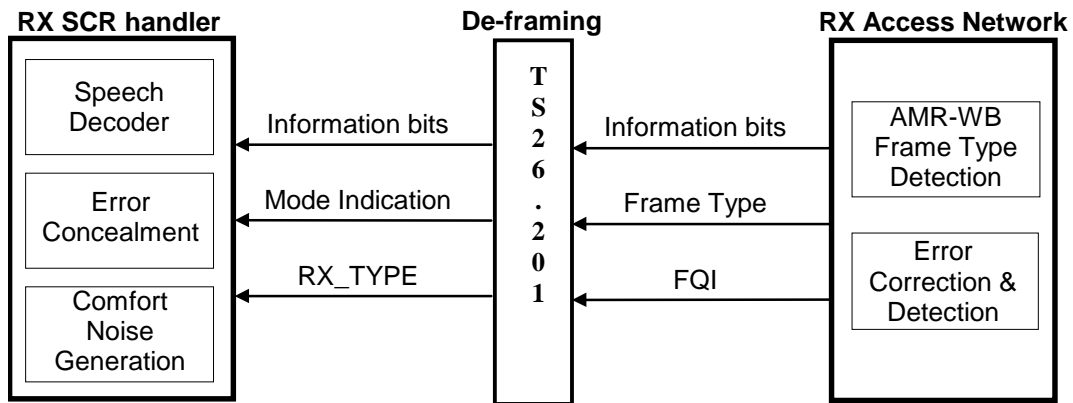 RX SCR handler
De-framing
RX Access Network
Speech
Decoder
Error
Concealment
Comfort
Noise
Generation
Information bits
Mode Indication
RX_TYPE
T
S
2
6
.
2
0
1
Information bits
Frame Type
FQI
AMR-WB
Frame Type
Detection
Error
Correction &
Detection